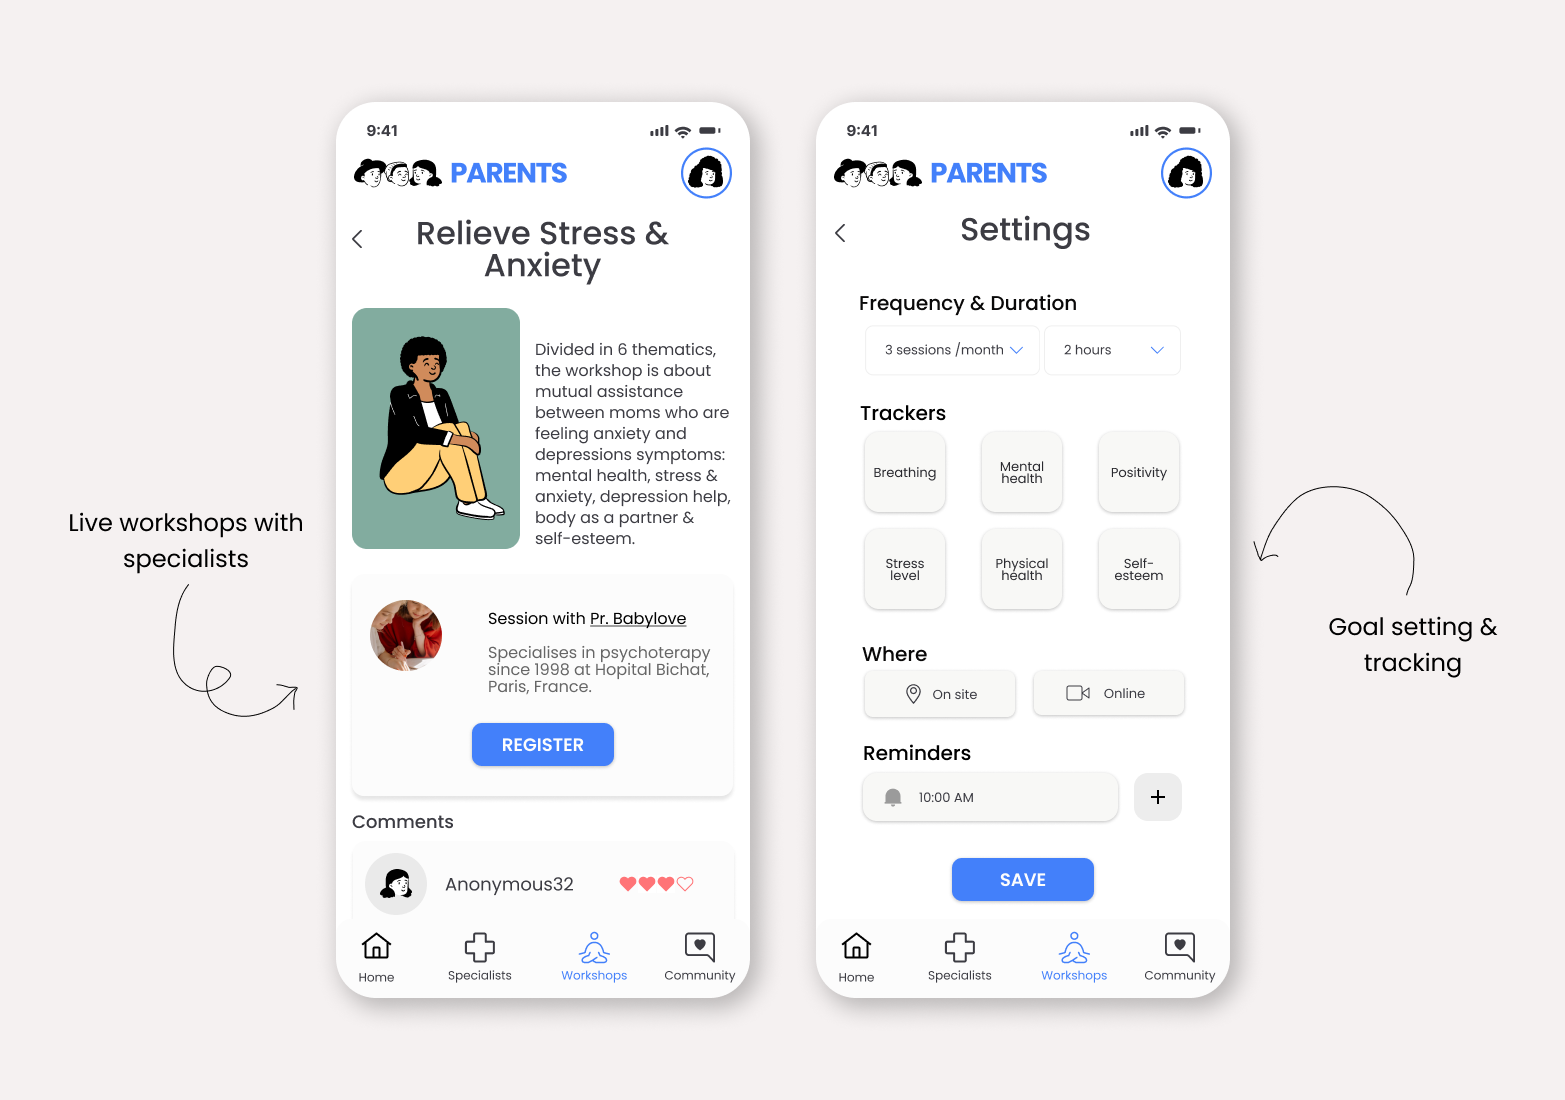 Live workshops with
specialists
9:41
PARENTS
Relieve Stress &
Anxiety
Divided in 6 thematics,
the workshop is about
mutual assistance
between moms who are
feeling anxiety and
depressions symptoms:
mental health, stress &
anxiety, depression help,
body as a partner &
self-esteem.
Session with Pr. Babylove
Specialises in psychoterapy
since 1998 at Hopital Bichat,
Paris, France.
REGISTER
Comments
Anonymous32
Home
Specialists
Workshops
Community
9:41
PARENTS
Settings
Frequency & Duration
3 sessions /month
2 hours
Trackers
Breathing
Mental
health
Positivity
Stress
level
Physical
health
Self-
esteem
Where
On site
Online
Reminders
10:00 AM
+
SAVE
Home
Specialists
Workshops
Community
Goal setting &
tracking